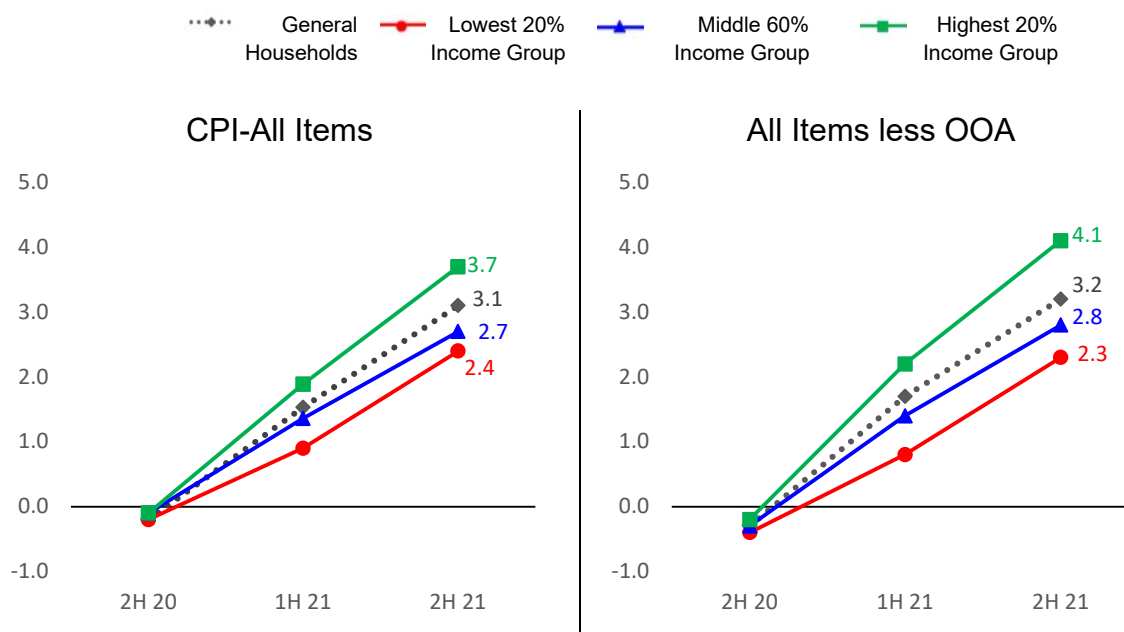 General
Households
Lowest 20%
Income Group
Middle 60%
Income Group
Highest 20%
Income Group
CPI-All Items
5.0
4.0
3.0
2.0
1.0
0.0
-1.0
3.7
3.1
2.7
2.4
2H 20
1H 21
2H 21
All Items less OOA
5.0
4.0
3.0
2.0
1.0
0.0
-1.0
4.1
3.2
2.8
2.3
2H 20
1H 21
2H 21